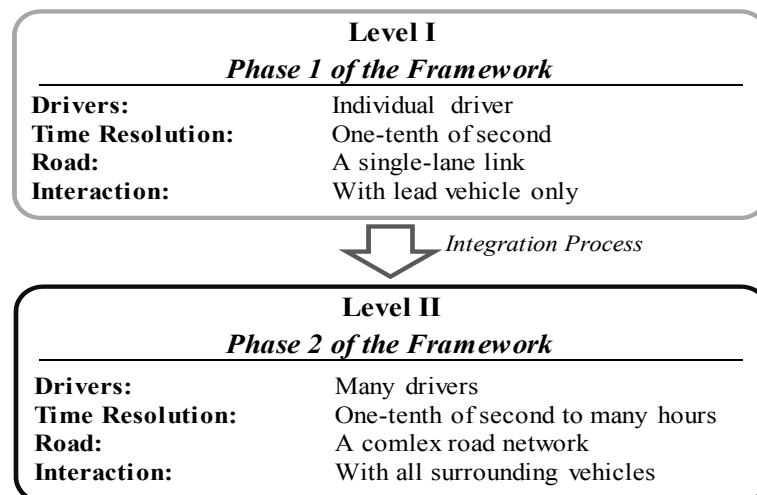 Level I
Phase 1 of the Framework
Drivers: Individual driver
Time Resolution: One-tenth of second
Road: A single-lane link
Interaction: With lead vehicle only
Integration Process
Level II
Phase 2 of the Framework
Drivers: Many drivers
Time Resolution: One-tenth of second to many hours
Road: A comlex road network
Interaction: With all surrounding vehicles